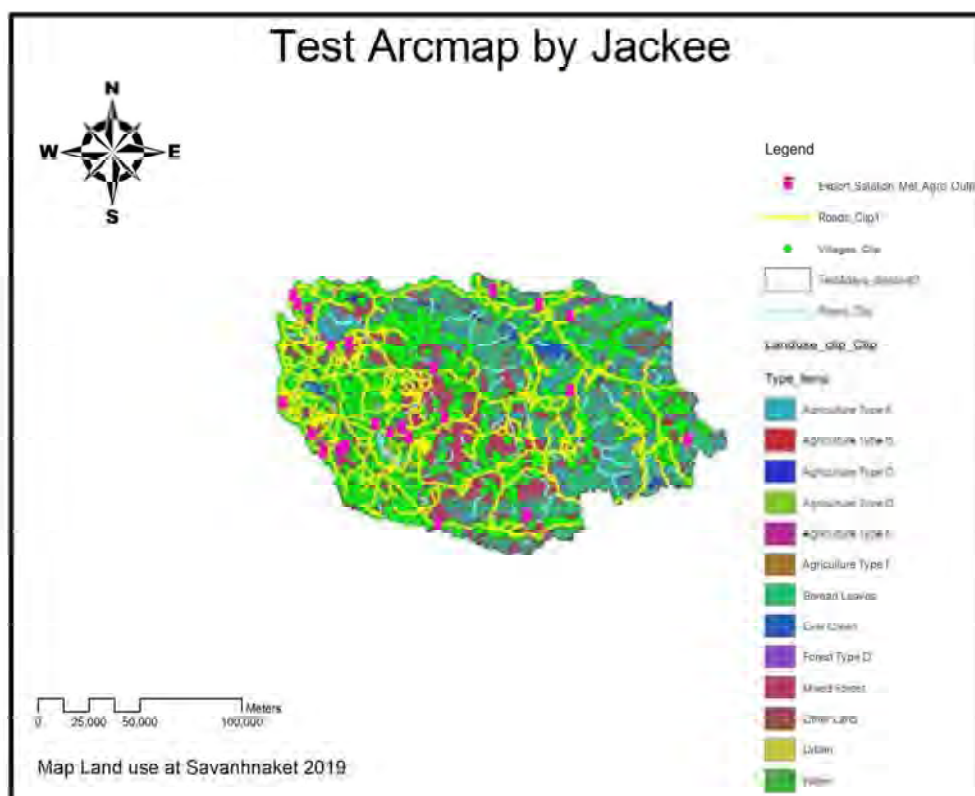 Test Arcmap by Jackee
N
W E
S
Legend
Roads_Clip1
Villages_Clip
Landuse_clip_Clip
Agriculture Type A
Agriculture Type
Agriculture Type
Agriculture Type D
Agriculture Type
Agriculture Type
Leaves
Ever Green
Forest Type D
Mixed Forest
Other Land
Urban
Water
Meters
0 25,000 50,000 100,000
Map Land use at Savanhnaket 2019